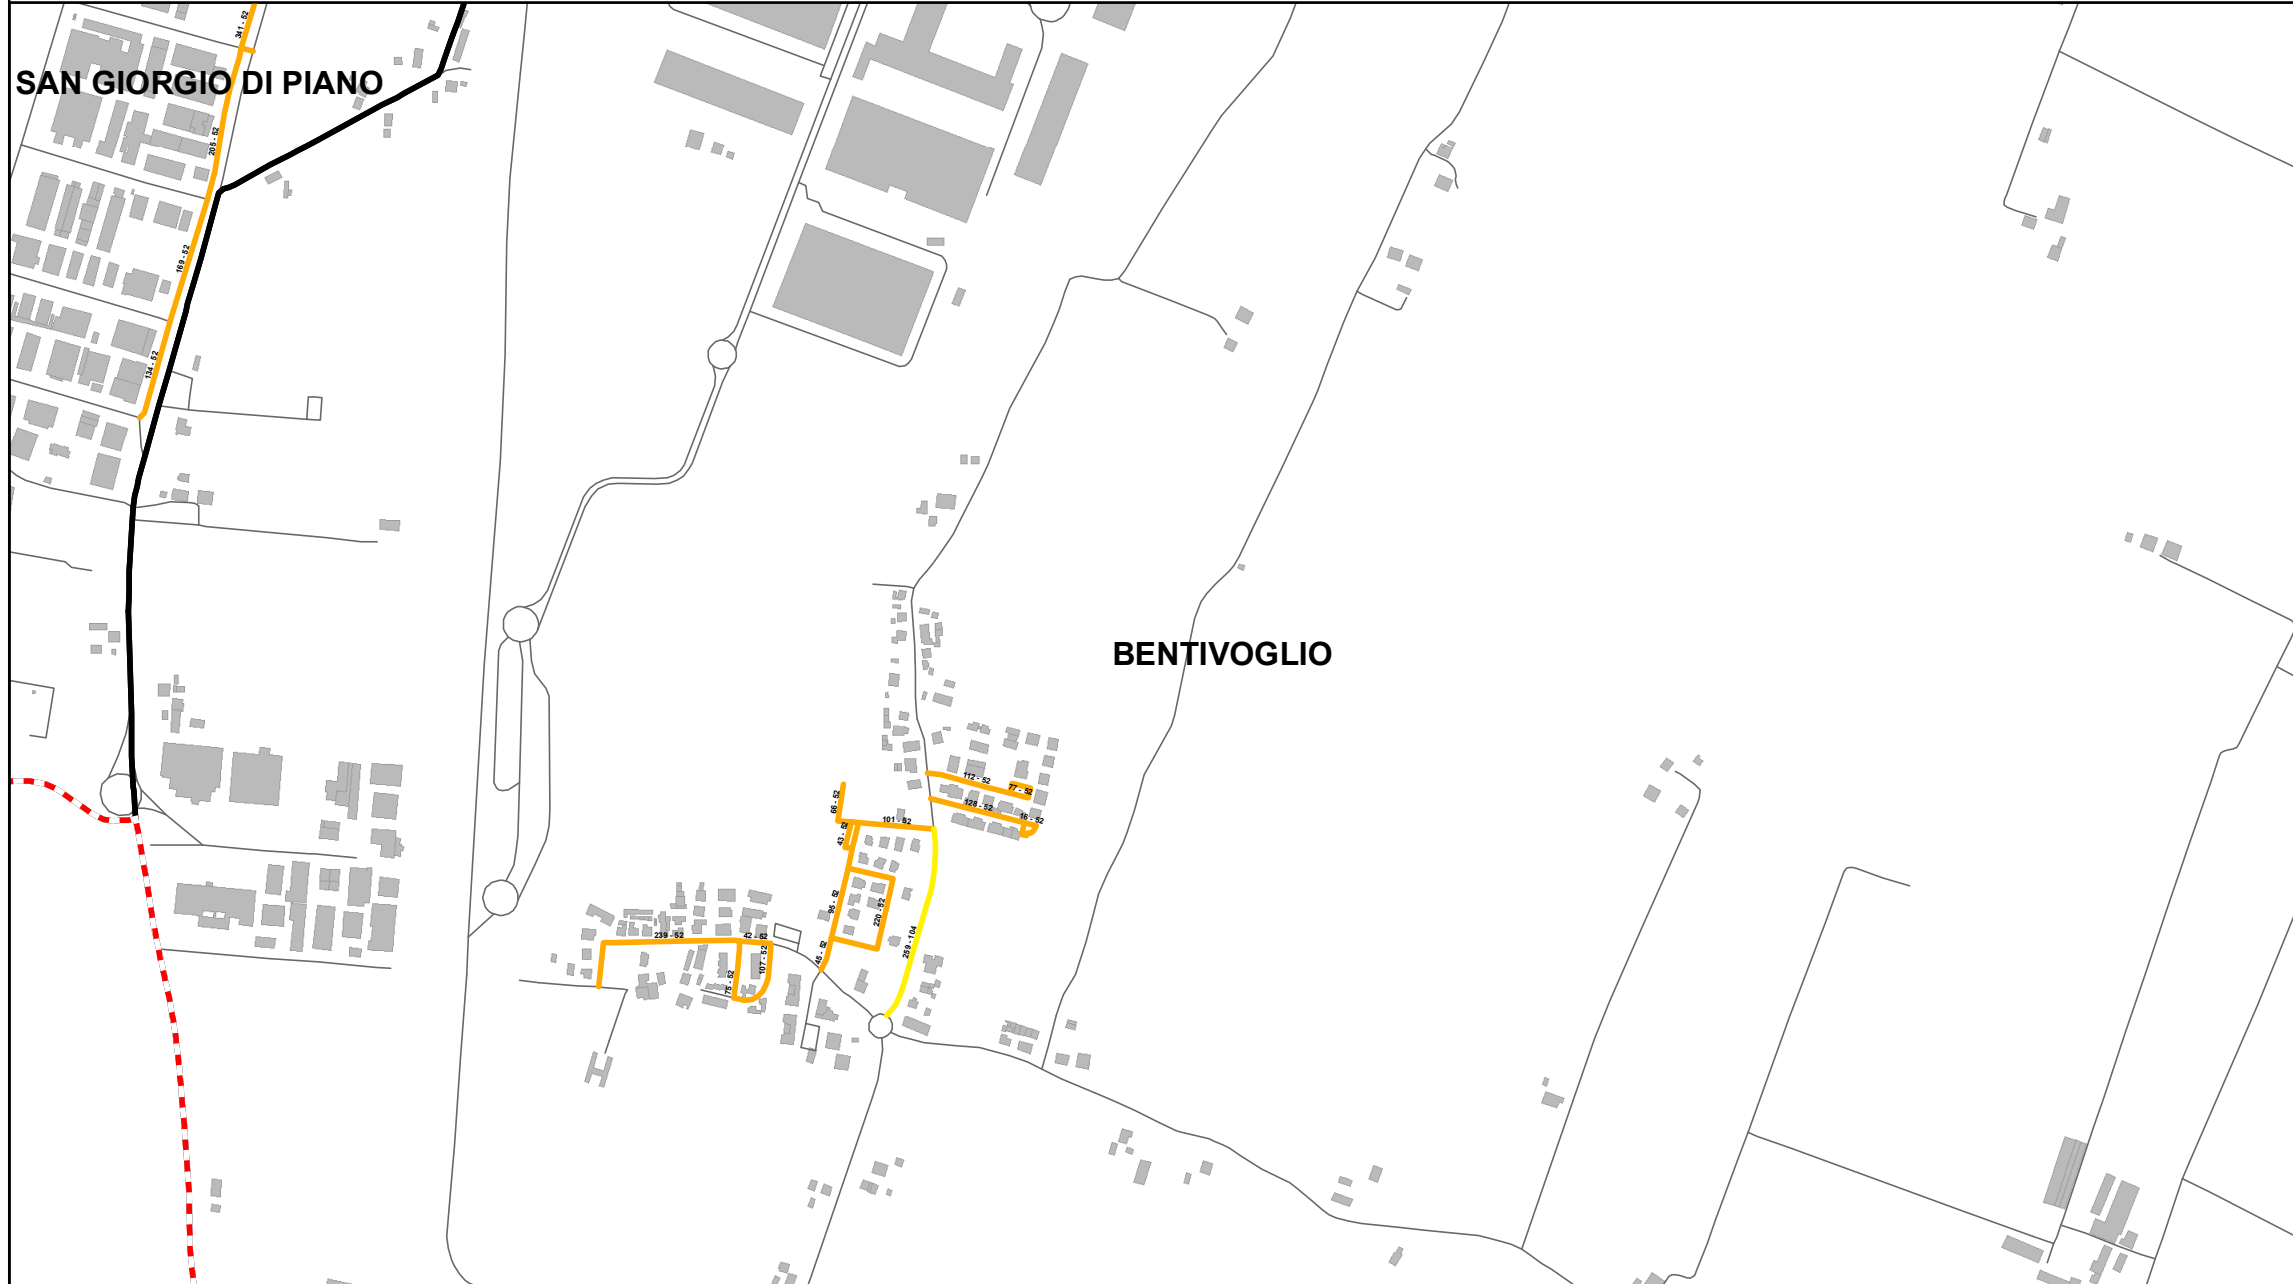 341 - 52
SAN GIORGIO DI PIANO
205 - 52
169 - 52
134 - 52
BENTIVOGLIO
112 - 52
77 - 52
66 - 52
128 - 52
16 - 52
101 - 52
43 - 52
95 - 52
220 - 52
239 - 52
42 - 52
259 - 104
45 - 52
107 - 52
75 - 52